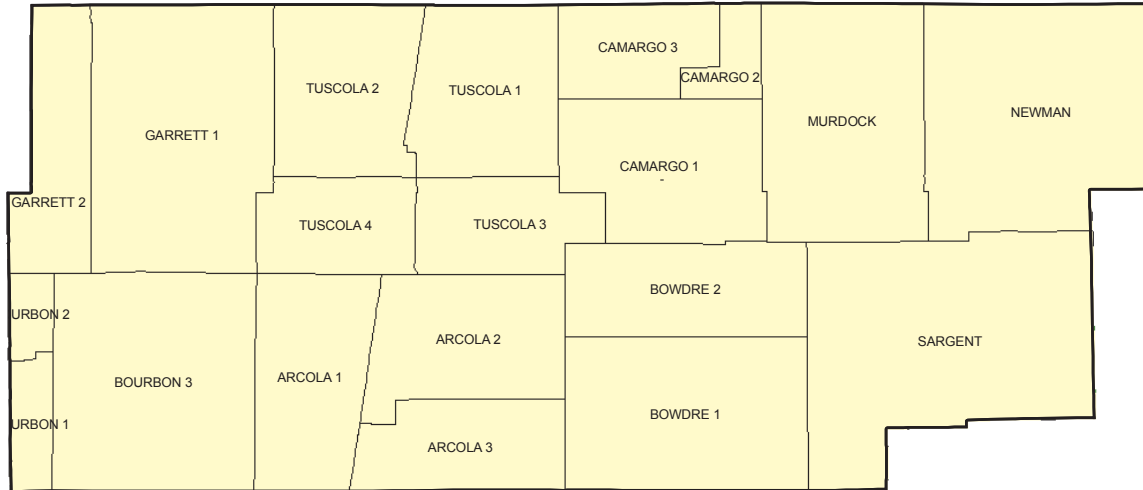 CAMARGO 3
CAMARGO 2
TUSCOLA 2
TUSCOLA 1
NEWMAN
MURDOCK
GARRETT 1
CAMARGO 1
-
GARRETT 2
TUSCOLA 4
TUSCOLA 3
BOWDRE 2
URBON 2
ARCOLA 2
SARGENT
ARCOLA 1
BOURBON 3
BOWDRE 1
URBON 1
ARCOLA 3